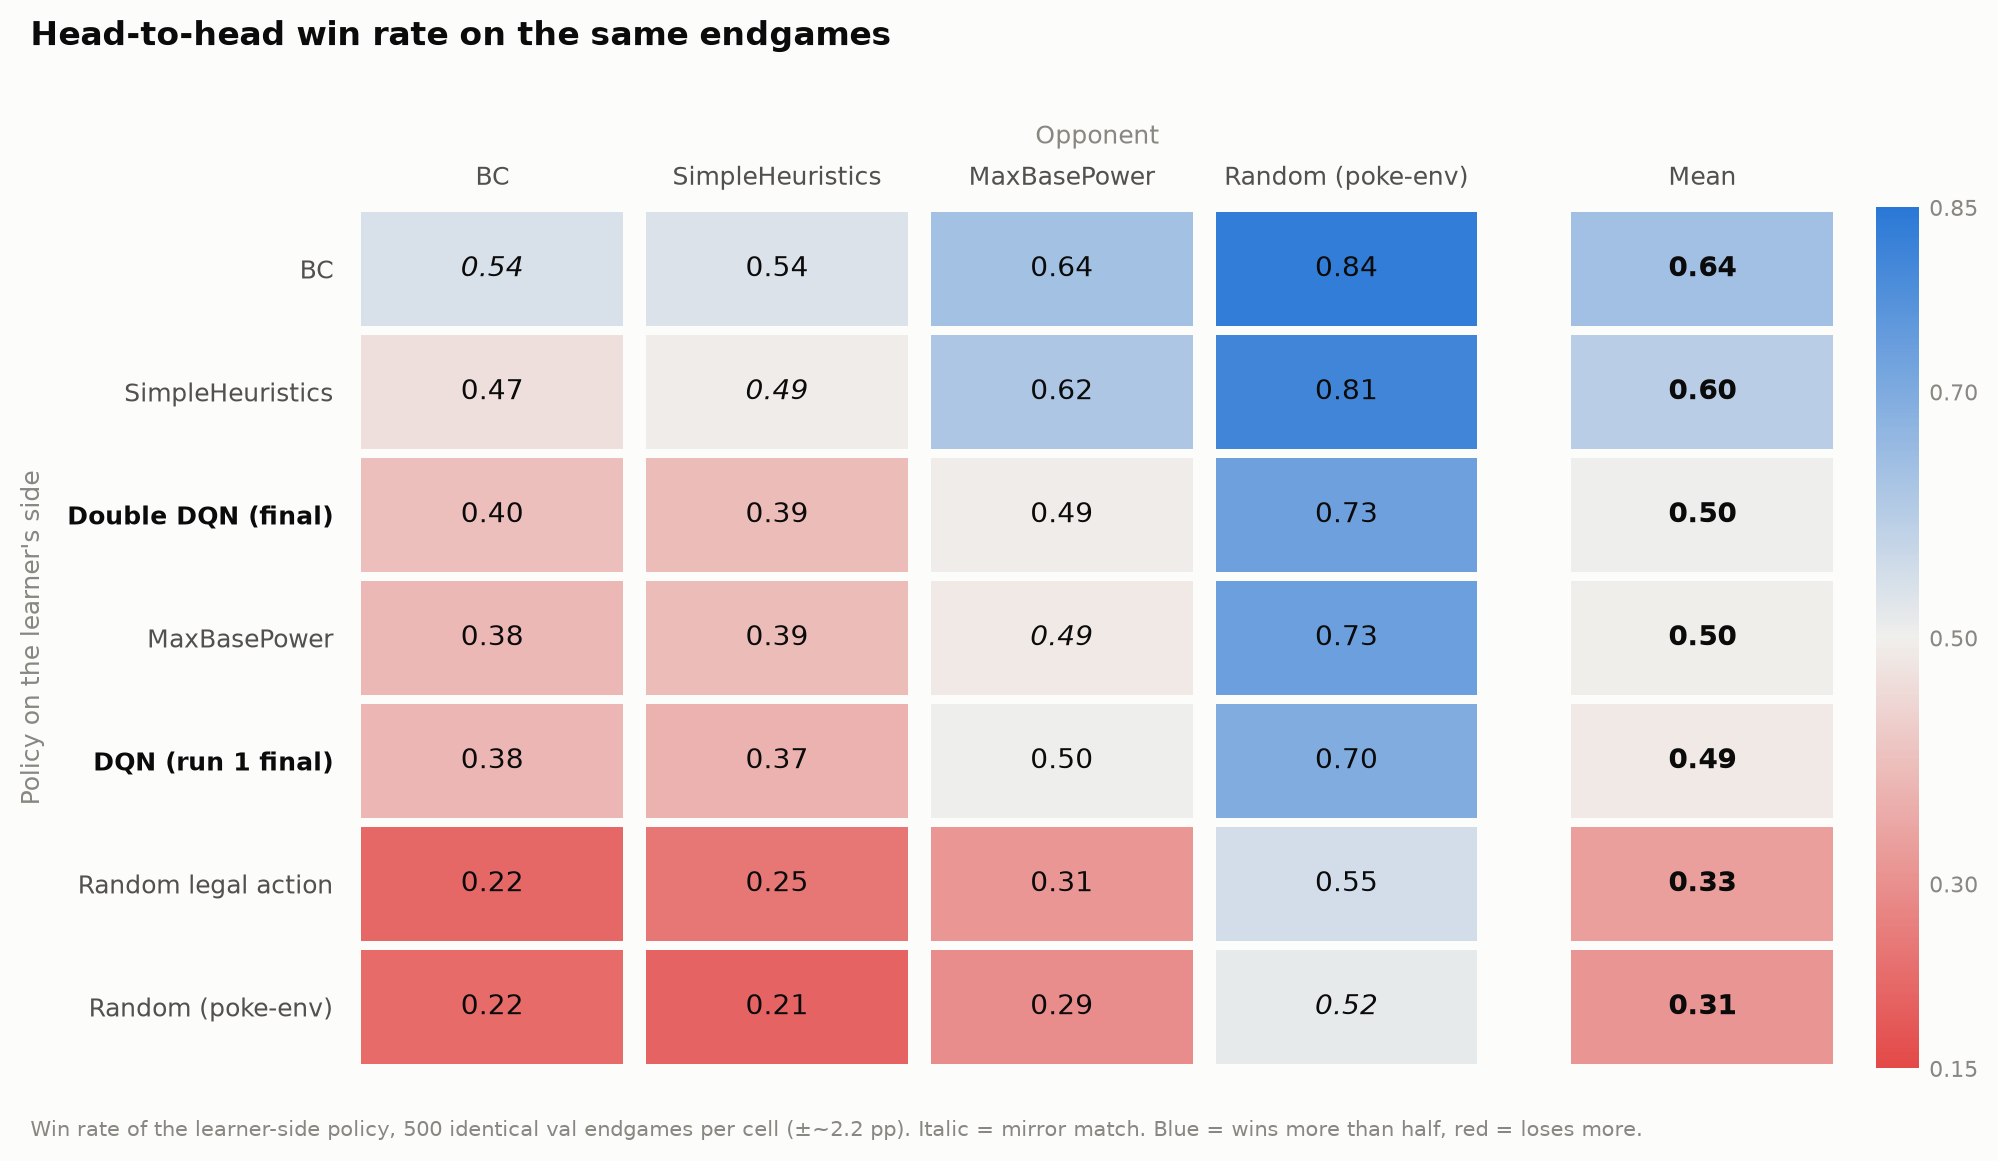 Head-to-head win rate on the same endgames
Opponent
BC SimpleHeuristics MaxBasePower Random (poke-env) Mean
Policy on the learner's side
BC 0.54 0.54 0.64 0.84 0.64
SimpleHeuristics 0.47 0.49 0.62 0.81 0.60
Double DQN (final) 0.40 0.39 0.49 0.73 0.50
MaxBasePower 0.38 0.39 0.49 0.73 0.50
DQN (run 1 final) 0.38 0.37 0.50 0.70 0.49
Random legal action 0.22 0.25 0.31 0.55 0.33
Random (poke-env) 0.22 0.21 0.29 0.52 0.31
0.85
0.70
0.50
0.30
0.15
Win rate of the learner-side policy, 500 identical val endgames per cell (±~2.2 pp). Italic = mirror match. Blue = wins more than half, red = loses more.